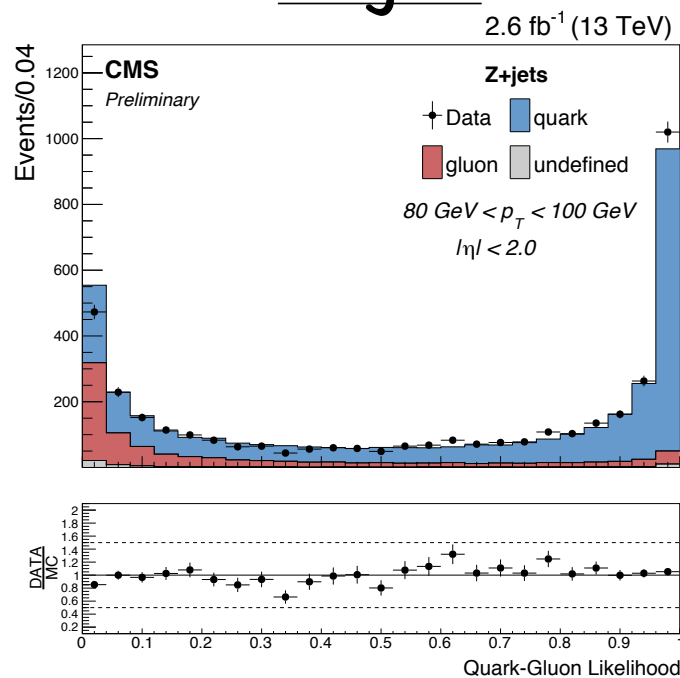 2.6 fb-1 (13 TeV)
Events/0.04
CMS
Preliminary
Z+jets
Data
quark
gluon
undefined
80 GeV < pT < 100 GeV
|η| < 2.0
1200
1000
800
600
400
200
DATA
MC
2
1.8
1.6
1.4
1.2
1
0.8
0.6
0.4
0.2
0 0.1 0.2 0.3 0.4 0.5 0.6 0.7 0.8 0.9 1
Quark-Gluon Likelihood